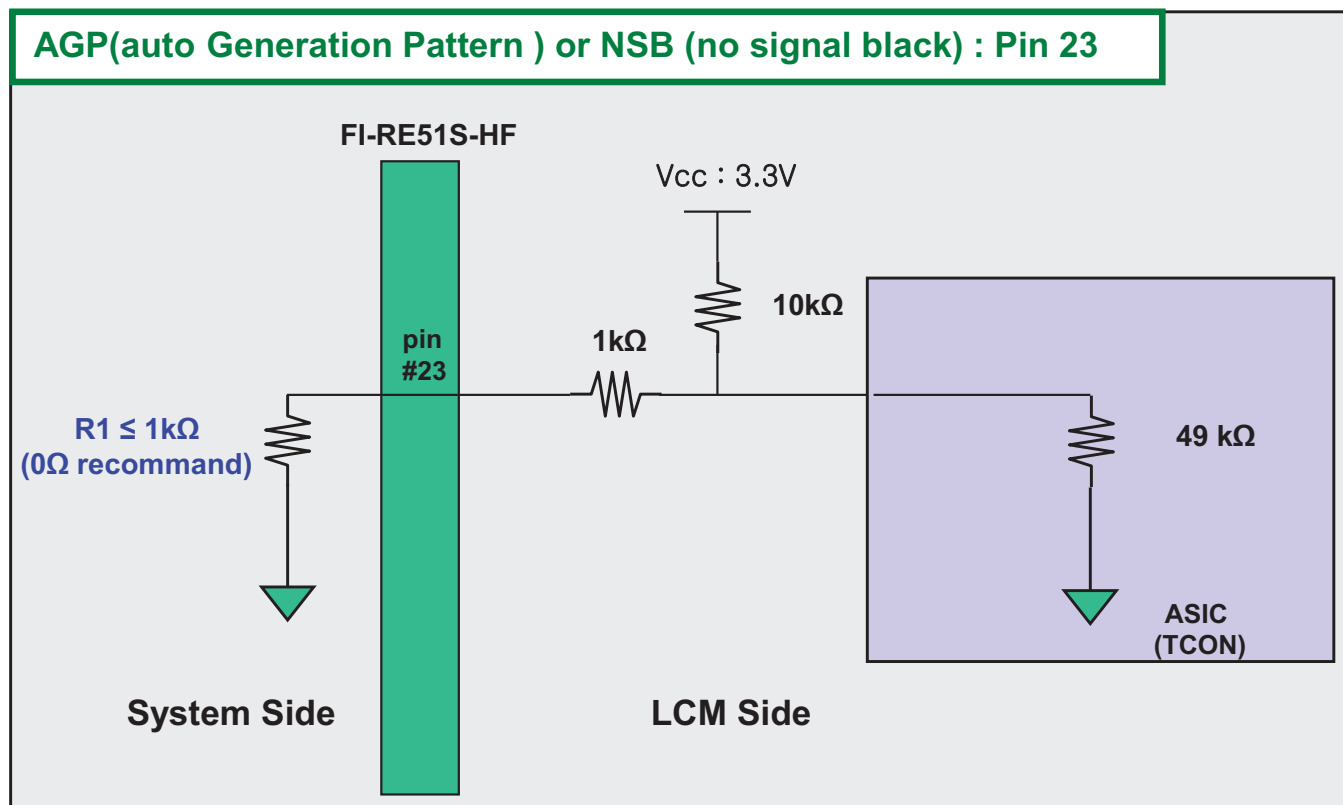 AGP(auto Generation Pattern ) or NSB (no signal black) : Pin 23
FI-RE51S-HF
Vcc : 3.3V
10kΩ
1kΩ
pin
#23
R1 ≤ 1kΩ
(0Ω recommand)
49 kΩ
ASIC
(TCON)
System Side
LCM Side